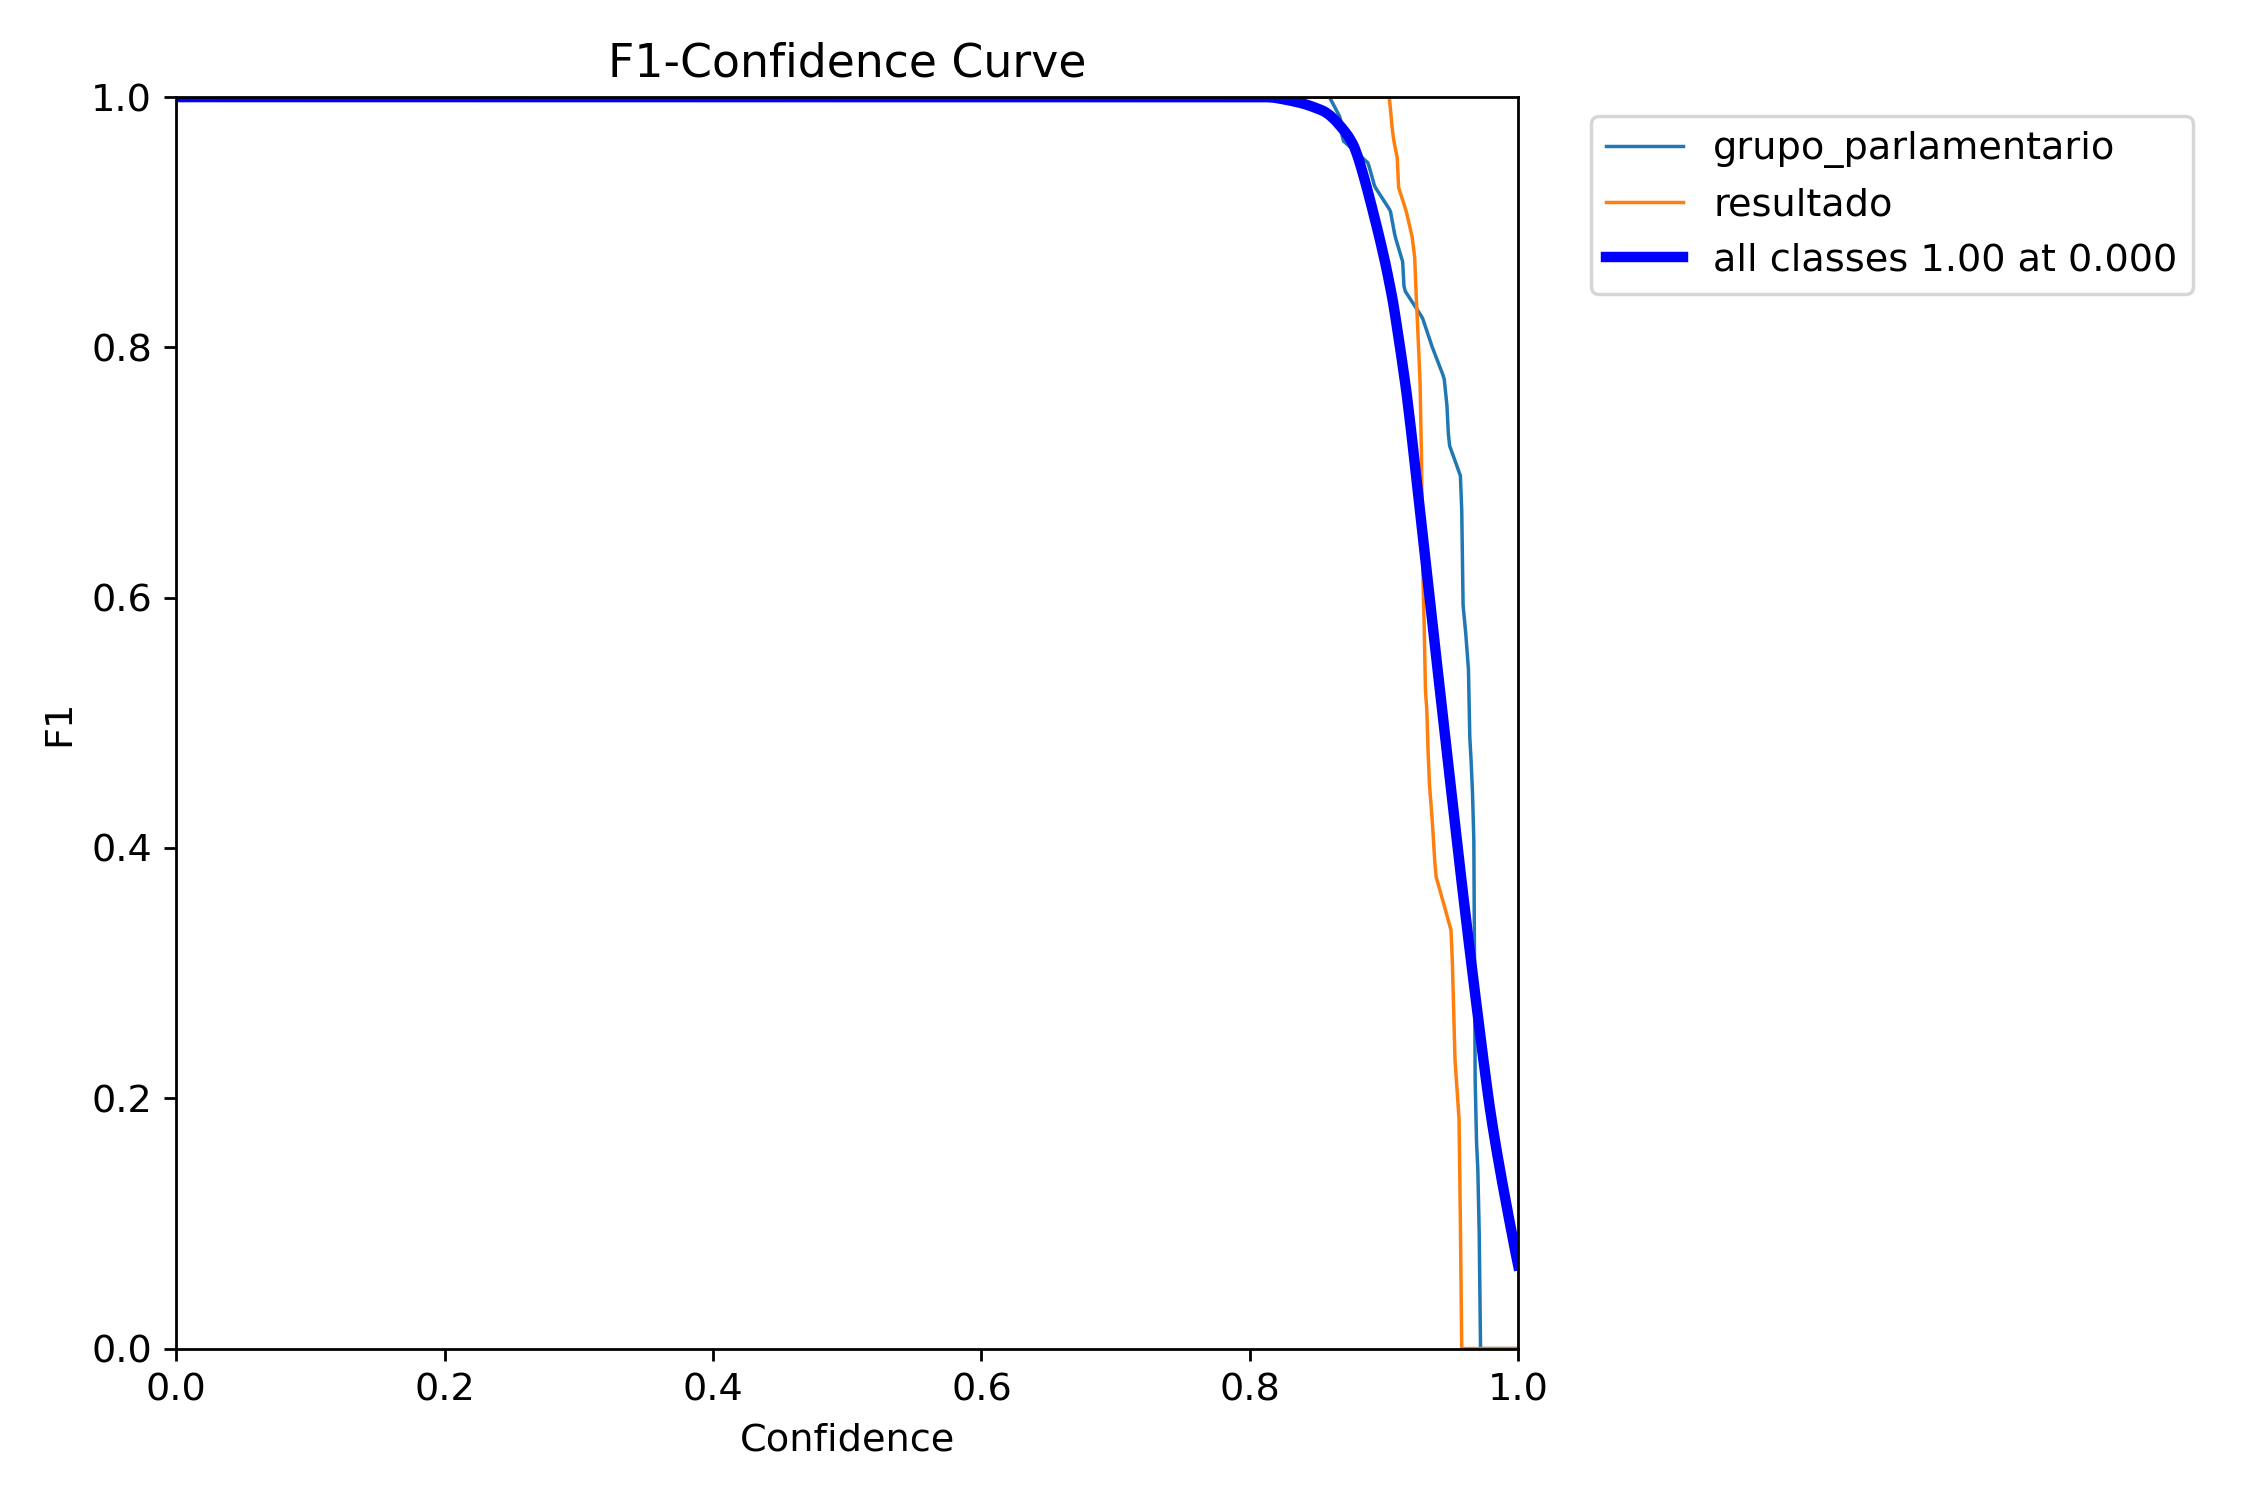 F1-Confidence Curve
1.0
0.8
0.6
0.4
0.2
0.0
F1
0.0 0.2 0.4 0.6 0.8 1.0
Confidence
grupo_parlamentario
resultado
all classes 1.00 at 0.000